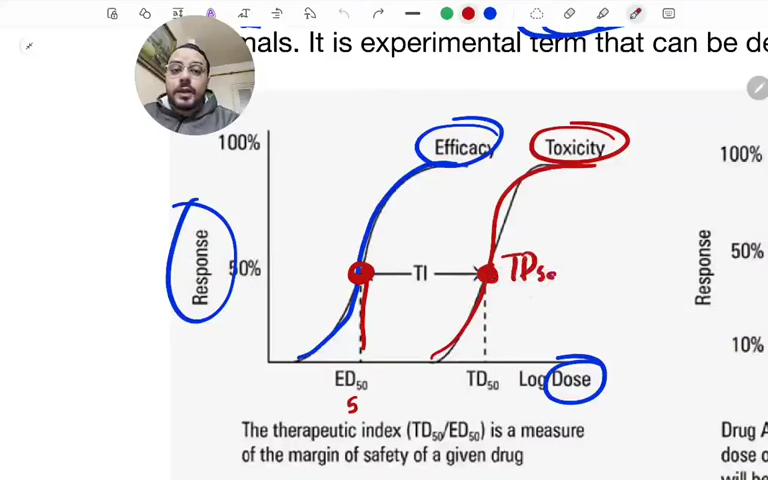 nals. It is experimental term that can be de
100%
Efficacy
Toxicity
100%
Response
50%
TI
TD50
Response
50%
10%
ED50
TD50
Log Dose
5
The therapeutic index (TD50/ED50) is a measure
of the margin of safety of a given drug
Drug A
dose o
will be